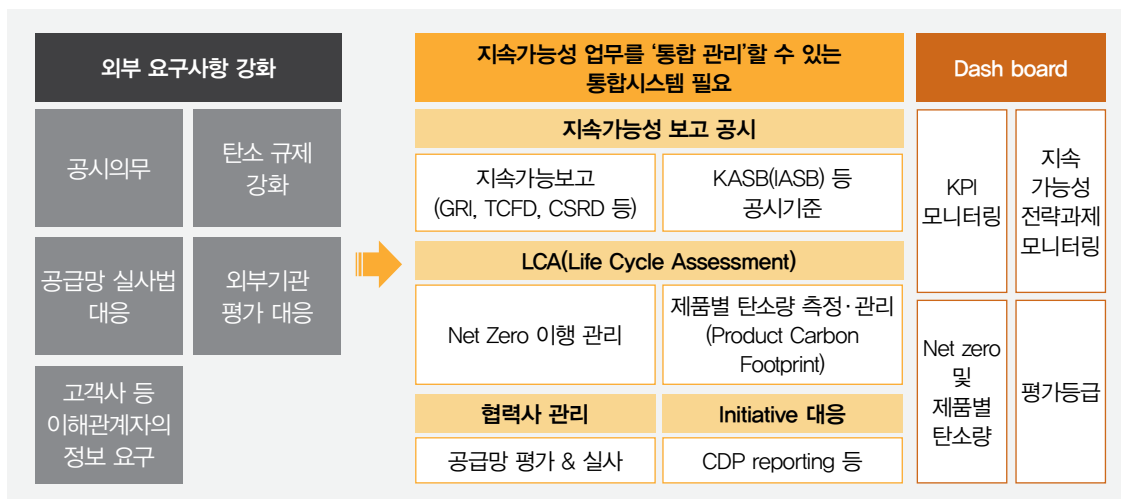 외부 요구사항 강화
공시의무
탄소 규제
강화
공급망 실사법
대응
외부기관
평가 대응
고객사 등
이해관계자의
정보 요구
지속가능성 업무를 ‘통합 관리’할 수 있는
통합시스템 필요
지속가능성 보고 공시
지속가능보고
(GRI, TCFD, CSRD 등)
KASB(IASB) 등
공시기준
LCA(Life Cycle Assessment)
Net Zero 이행 관리
제품별 탄소량 측정·관리
(Product Carbon
Footprint)
협력사 관리
공급망 평가 & 실사
Initiative 대응
CDP reporting 등
Dash board
KPI
모니터링
지속
가능성
전략과제
모니터링
Net zero
및
제품별
탄소량
평가등급